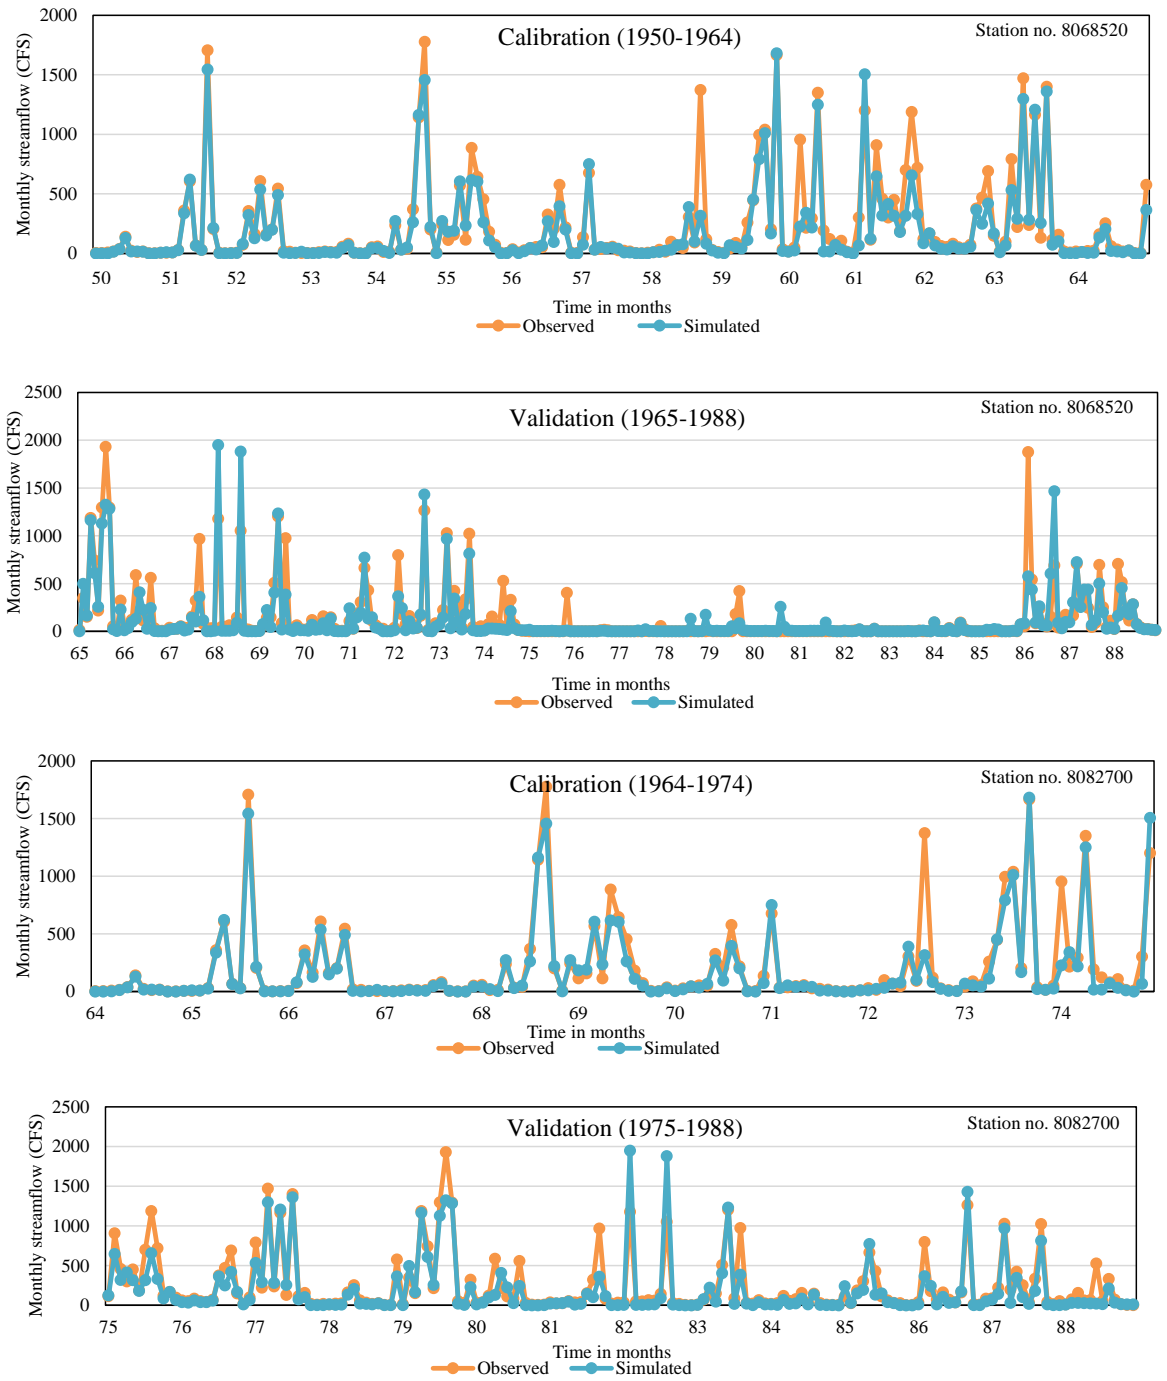 2000
Calibration (1950-1964)
Station no. 8068520
1500
1000
500
0
Monthly streamflow (CFS)
50 51 52 53 54 55 56 57 58 59 60 61 62 63 64
Time in months
Observed Simulated
2500
Validation (1965-1988)
Station no. 8068520
2000
1500
1000
500
0
Monthly streamflow (CFS)
65 66 67 68 69 70 71 72 73 74 75 76 77 78 79 80 81 82 83 84 85 86 87 88
Time in months
Observed Simulated
2000
Calibration (1964-1974)
Station no. 8082700
1500
1000
500
0
Monthly streamflow (CFS)
64 65 66 67 68 69 70 71 72 73 74
Time in months
Observed Simulated
2500
Validation (1975-1988)
Station no. 8082700
2000
1500
1000
500
0
Monthly streamflow (CFS)
75 76 77 78 79 80 81 82 83 84 85 86 87 88
Time in months
Observed Simulated